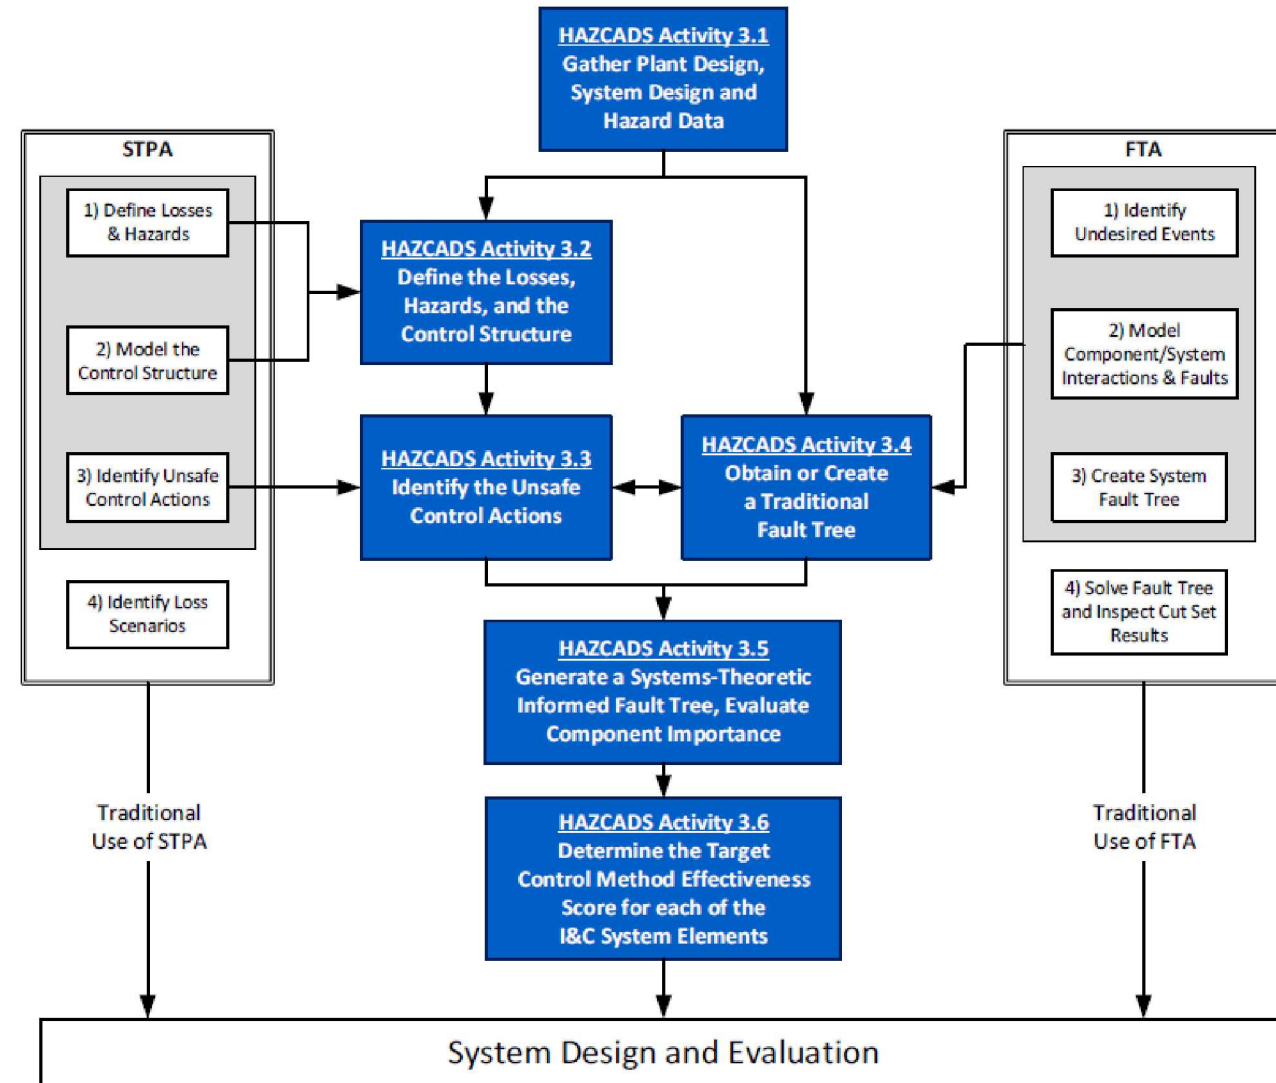 HAZCADS Activity 3.1
Gather Plant Design,
System Design and
Hazard Data
STPA
1) Define Losses
& Hazards
2) Model the
Control Structure
3) Identify Unsafe
Control Actions
4) Identify Loss
Scenarios
HAZCADS Activity 3.2
Define the Losses,
Hazards, and the
Control Structure
HAZCADS Activity 3.3
Identify the Unsafe
Control Actions
HAZCADS Activity 3.4
Obtain or Create
a Traditional
Fault Tree
FTA
1) Identify
Undesired Events
2) Model
Component/System
Interactions & Faults
3) Create System
Fault Tree
4) Solve Fault Tree
and Inspect Cut Set
Results
HAZCADS Activity 3.5
Generate a Systems-Theoretic
Informed Fault Tree, Evaluate
Component Importance
HAZCADS Activity 3.6
Determine the Target
Control Method Effectiveness
Score for each of the
I&C System Elements
Traditional
Use of STPA
Traditional
Use of FTA
System Design and Evaluation